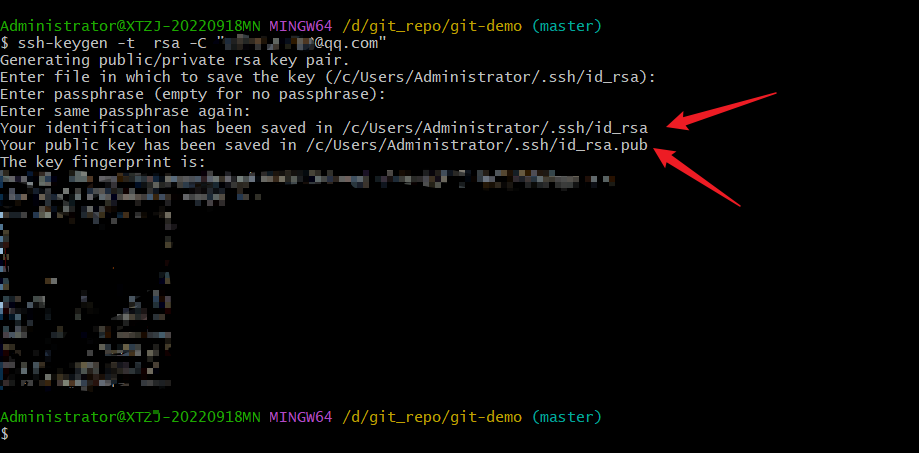 Administrator@XTZJ-20220918MN MINGW64 /d/git_repo/git-demo (master)
$ ssh-keygen -t  rsa -C "@qq.com"
Generating public/private rsa key pair.
Enter file in which to save the key (/c/Users/Administrator/.ssh/id_rsa):
Enter passphrase (empty for no passphrase):
Enter same passphrase again:
Your identification has been saved in /c/Users/Administrator/.ssh/id_rsa
Your public key has been saved in /c/Users/Administrator/.ssh/id_rsa.pub
The key fingerprint is:
Administrator@XTZJ-20220918MN MINGW64 /d/git_repo/git-demo (master)
$